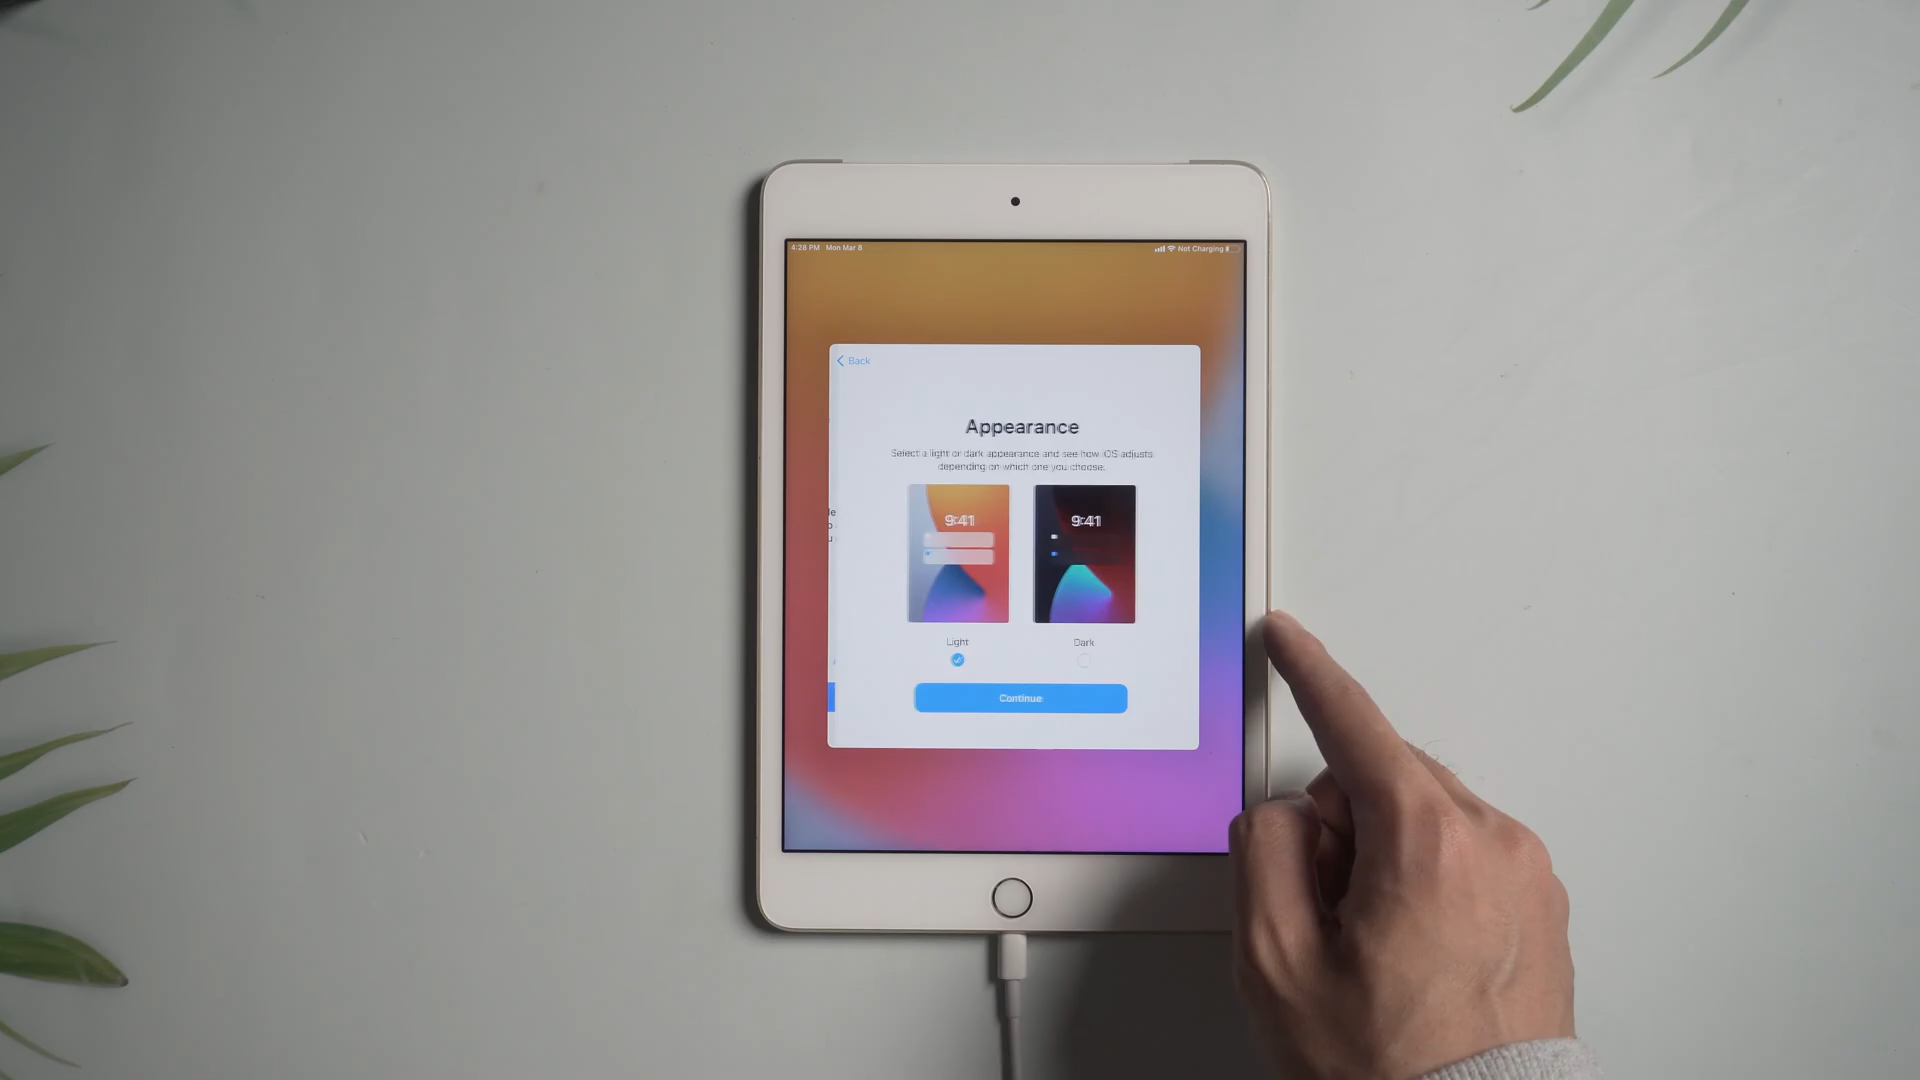 4:28 PM Mon Mar 8
Not Charging
Back
Appearance
Select a light or dark appearance and see how iOS adjusts
depending on which one you choose.
9:41
9:41
Light
Dark
Continue